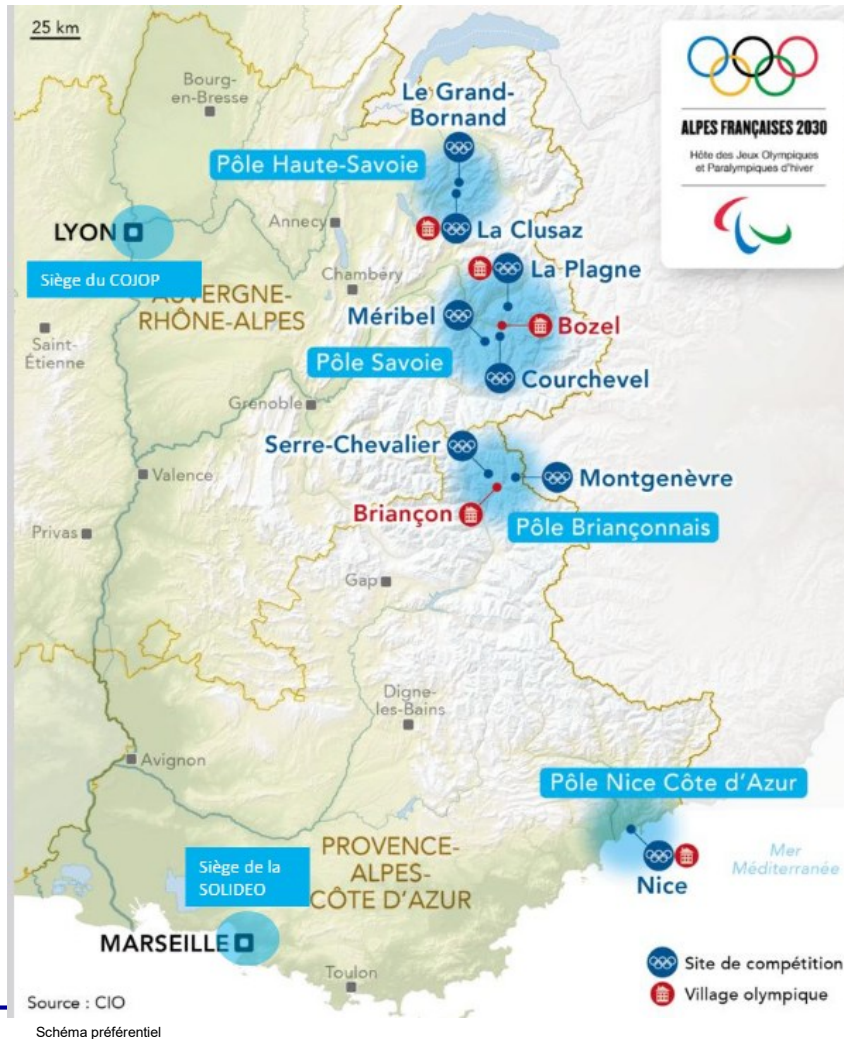 25 km
Bourg-
en-Bresse
Le Grand-
Bornand
ALPES FRANÇAISES 2030
Hôte des Jeux Olympiques
et Paralympiques d'hiver
Pôle Haute-Savoie
LYON
Annecy
La Clusaz
Siège du COJOP
Chambéry
La Plagne
AUVERGNE-
RHÔNE-ALPES
Méribel
Bozel
Saint-
Étienne
Pôle Savoie
Courchevel
Grenoble
Serre-Chevalier
Valence
Montgenèvre
Briançon
Pôle Briançonnais
Privas
Gap
Digne-
les-Bains
Avignon
Pôle Nice Côte d'Azur
Siège de la
SOLIDEO
PROVENCE-
ALPES-
CÔTE D'AZUR
Mer
Méditerranée
Nice
MARSEILLE
Toulon
Site de compétition
Village olympique
Source : CIO
Schéma préférentiel